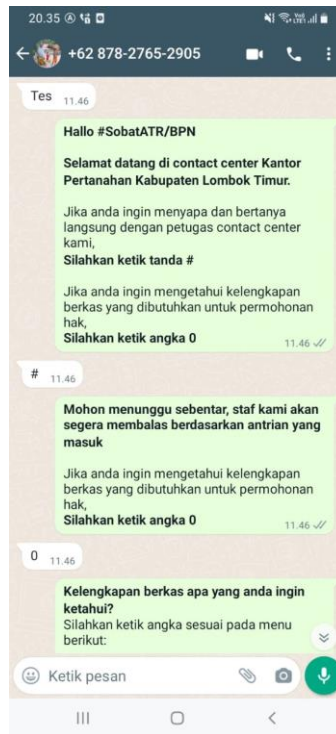 20.35
+62 878-2765-2905
Tes 11.46
Hallo #SobatATR/BPN
Selamat datang di contact center Kantor
Pertanahan Kabupaten Lombok Timur.
Jika anda ingin menyapa dan bertanya
langsung dengan petugas contact center
kami,
Silahkan ketik tanda #
Jika anda ingin mengetahui kelengkapan
berkas yang dibutuhkan untuk permohonan
hak,
Silahkan ketik angka 0 11.46
# 11.46
Mohon menunggu sebentar, staf kami akan
segera membalas berdasarkan antrian yang
masuk
Jika anda ingin mengetahui kelengkapan
berkas yang dibutuhkan untuk permohonan
hak,
Silahkan ketik angka 0 11.46
0 11.46
Kelengkapan berkas apa yang anda ingin
ketahui?
Silahkan ketik angka sesuai pada menu
berikut:
Ketik pesan